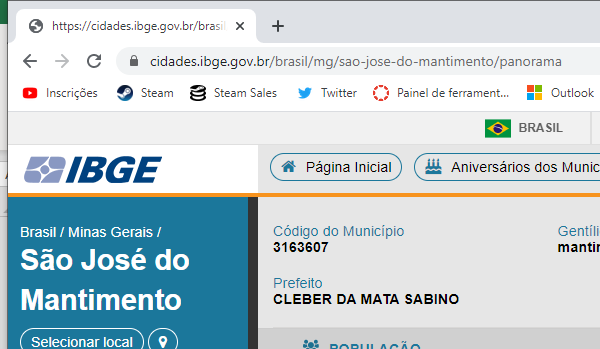 https://cidades.ibge.gov.br/brasil
cidades.ibge.gov.br/brasil/mg/sao-jose-do-mantimento/panorama
Inscrições Steam Steam Sales Twitter Painel de ferrament... Outlook
BRASIL
IBGE Página Inicial Aniversários dos Munic
Brasil / Minas Gerais /
São José do
Mantimento
Selecionar local
Código do Município Gentíli
3163607 mantin
Prefeito
CLEBER DA MATA SABINO
POPULAÇÃO